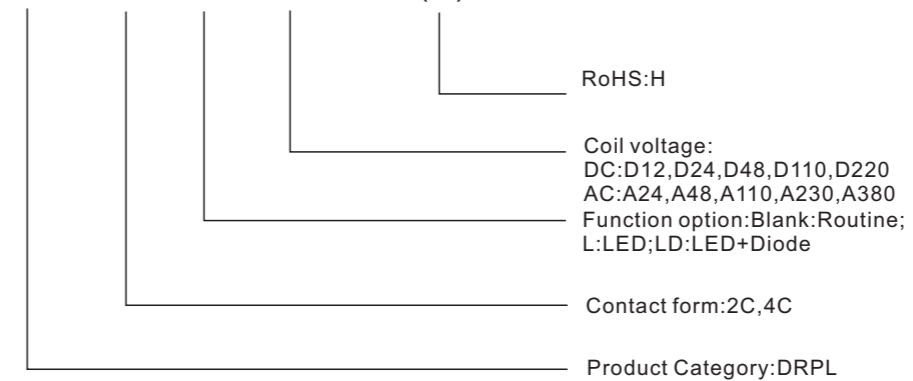 RoHS:H
Coil voltage:
DC:D12,D24,D48,D110,D220
AC:A24,A48,A110,A230,A380
Function option:Blank:Routine;
L:LED;LD:LED+Diode
Contact form:2C,4C
Product Category:DRPL